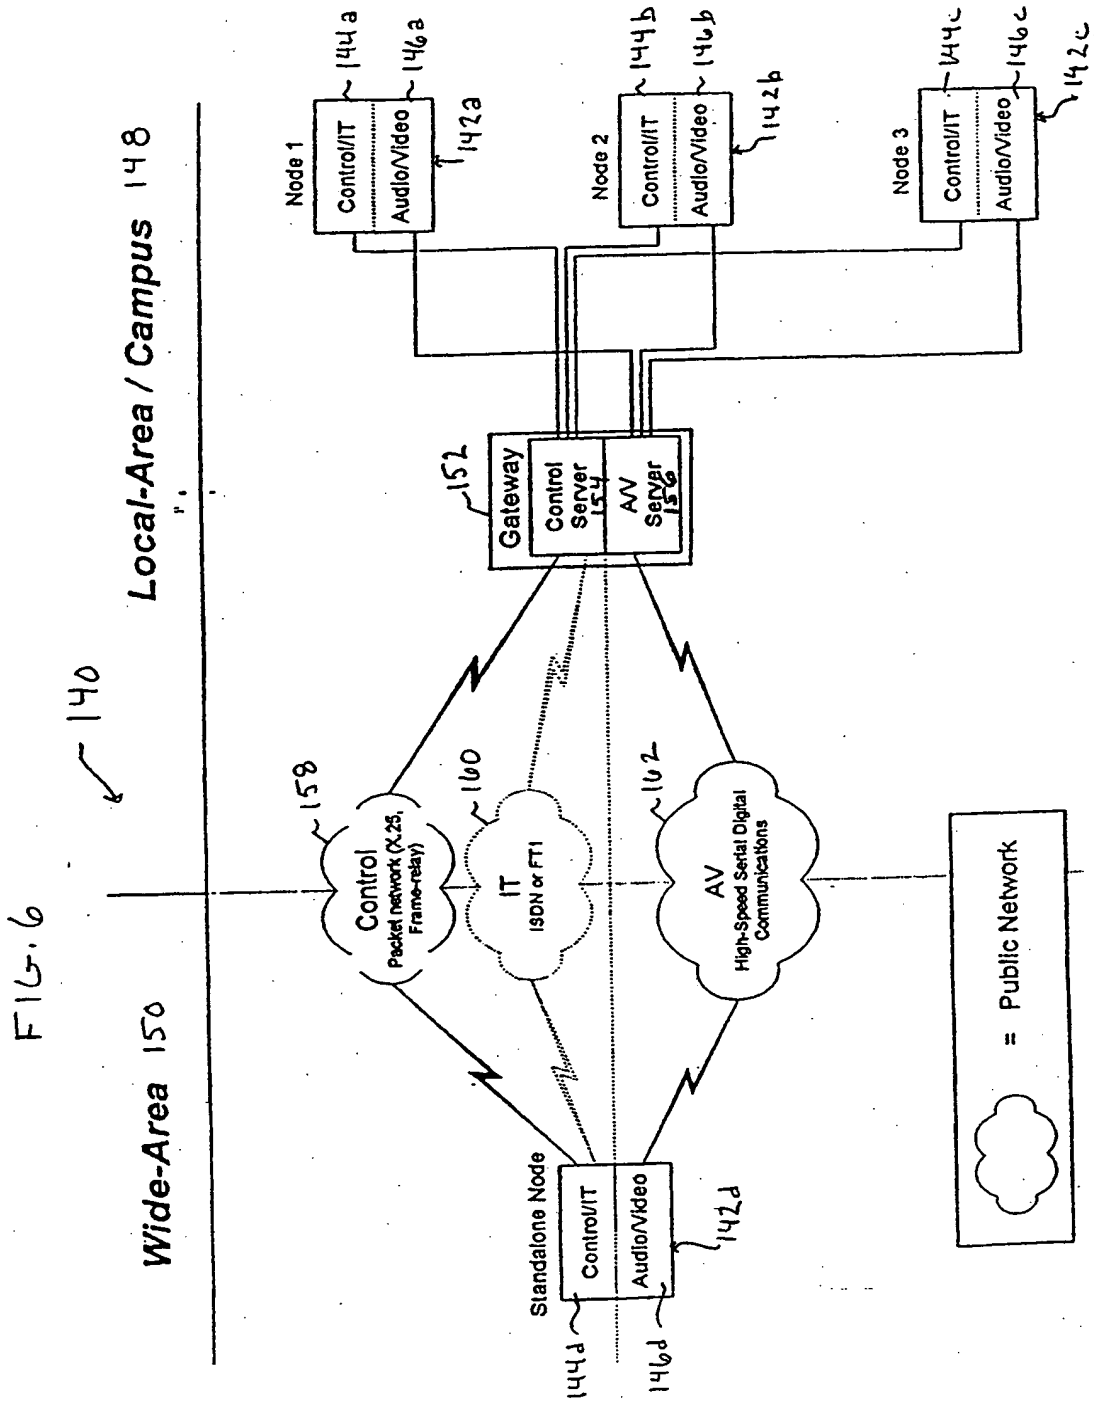 FIG. 6
140
Wide-Area 150
Local-Area / Campus 148
Standalone Node
Control/IT
Audio/Video
144d
146d
142d
Control
Packet network (X.25,
Frame-relay)
158
IT
ISDN or FT1
160
AV
High-Speed Serial Digital
Communications
162
Gateway
152
Control
Server
154
A/V
Server
156
Node 1
Control/IT
Audio/Video
144a
146a
142a
Node 2
Control/IT
Audio/Video
144b
146b
142b
Node 3
Control/IT
Audio/Video
144c
146c
142c
= Public Network